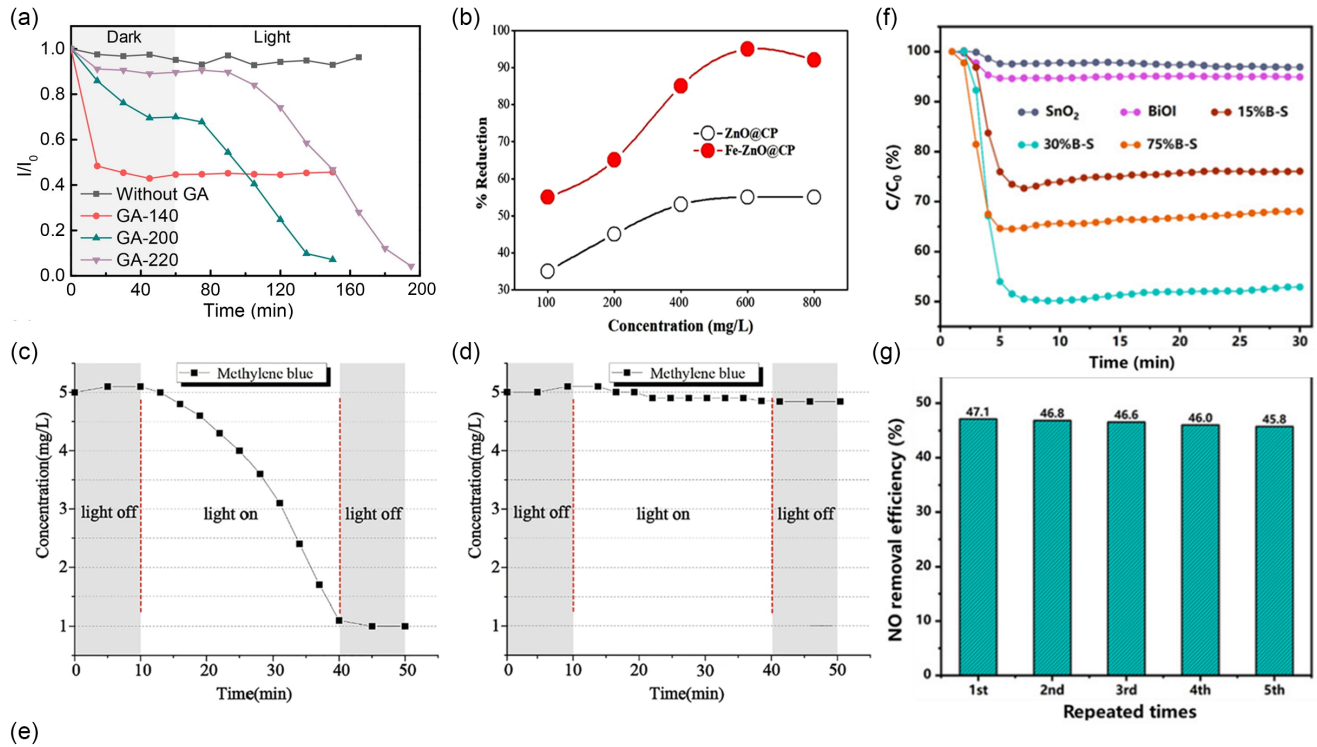 (a)
Dark Light
1.0
0.8
0.6
0.4
0.2
0.0
I/I0
Without GA
GA-140
GA-200
GA-220
0 40 80 120 160 200
Time (min)
(b)
100
90
80
70
60
50
40
30
% Reduction
ZnO@CP
Fe-ZnO@CP
100 200 400 600 800
Concentration (mg/L)
(f)
100
90
80
70
60
50
C/C0 (%)
SnO2 BiOI 15%B-S
30%B-S 75%B-S
0 5 10 15 20 25 30
Time (min)
(c)
Methylene blue
5
4
3
2
1
Concentration(mg/L)
light off light on light off
0 10 20 30 40 50
Time(min)
(d)
Methylene blue
5
4
3
2
1
Concentration(mg/L)
light off light on light off
0 10 20 30 40 50
Time(min)
(g)
50
40
30
20
10
0
NO removal efficiency (%)
47.1 46.8 46.6 46.0 45.8
1st 2nd 3rd 4th 5th
Repeated times
(e)